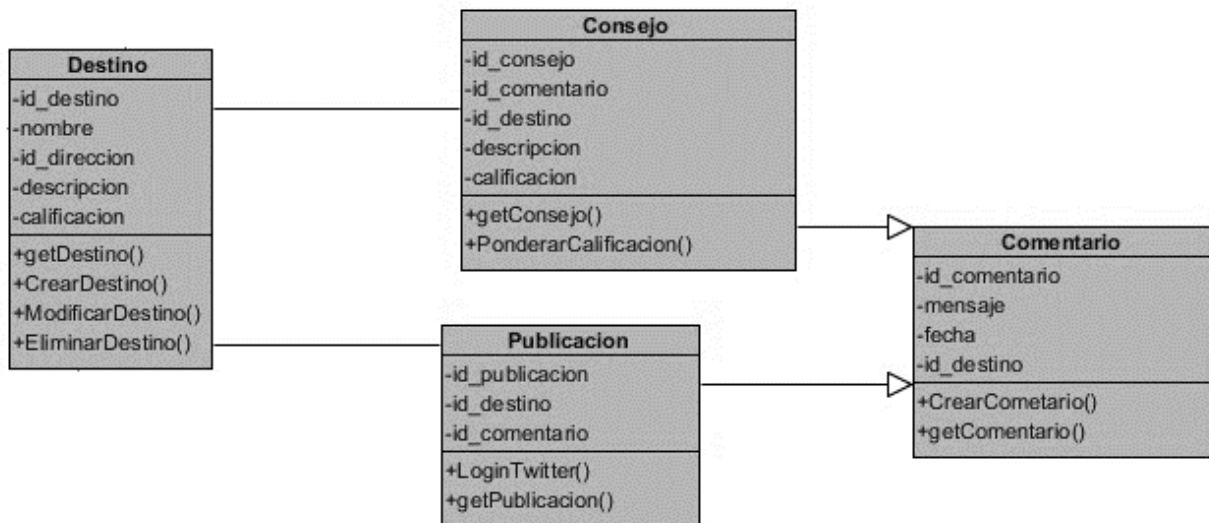 Destino
-id_destino
-nombre
-id_direccion
-descripcion
-calificacion
+getDestino()
+CrearDestino()
+ModificarDestino()
+EliminarDestino()
Consejo
-id_consejo
-id_comentario
-id_destino
-descripcion
-calificacion
+getConsejo()
+PonderarCalificacion()
Publicacion
-id_publicacion
-id_destino
-id_comentario
+LoginTwitter()
+getPublicacion()
Comentario
-id_comentario
-mensaje
-fecha
-id_destino
+CrearCometario()
+getComentario()